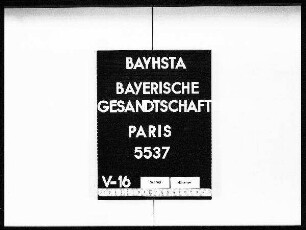 BAYHSTA
BAYERISCHE
GESANDTSCHAFT
PARIS
5537
V-16